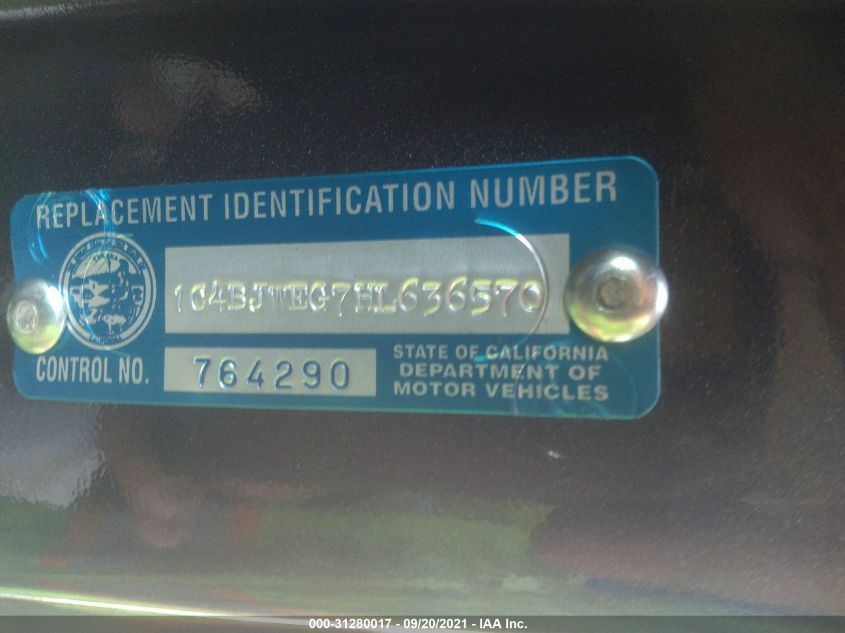 REPLACEMENT IDENTIFICATION NUMBER
1C4BJWEG7HL636570
CONTROL NO. 764290
STATE OF CALIFORNIA
DEPARTMENT OF
MOTOR VEHICLES
000-31280017 - 09/20/2021 - IAA Inc.